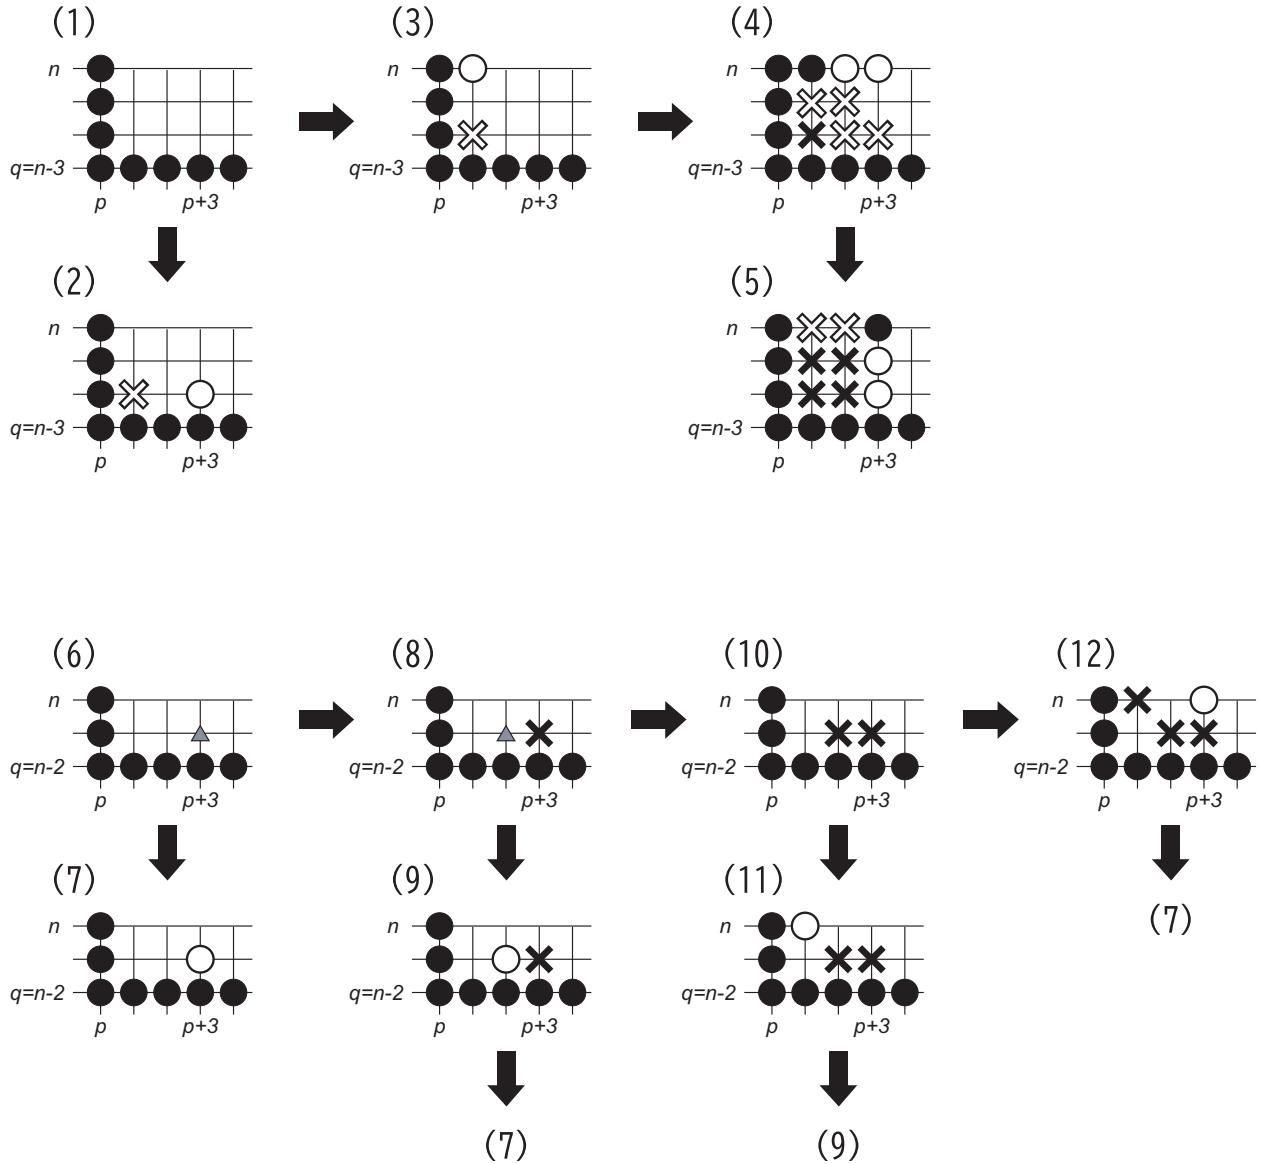 (1) (3) (4)
n n n
q=n-3 q=n-3 q=n-3
p p+3 p p+3 p p+3
(2) (5)
n n
q=n-3 q=n-3
p p+3 p p+3
(6) (8) (10) (12)
n n n n
q=n-2 q=n-2 q=n-2 q=n-2
p p+3 p p+3 p p+3 p p+3
(7) (9) (11)
(7)
n n n
q=n-2 q=n-2 q=n-2
p p+3 p p+3 p p+3
(7) (9)